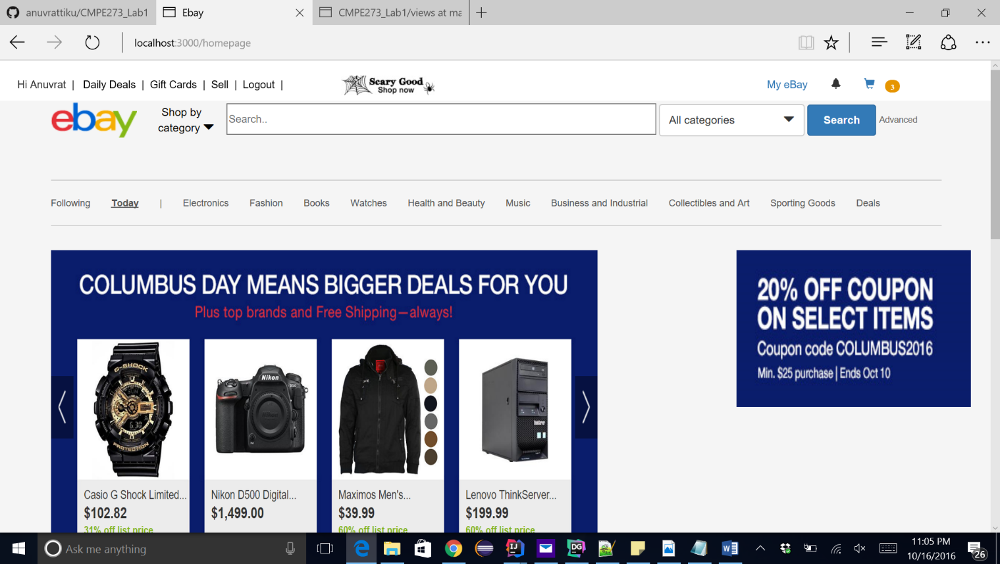 anuvrattiku/CMPE273_Lab1
Ebay
CMPE273_Lab1/views at ma
localhost:3000/homepage
Hi Anuvrat | Daily Deals | Gift Cards | Sell | Logout |
Scary Good
Shop now
My eBay
3
ebay
Shop by
category
Search..
All categories
Search
Advanced
Following Today | Electronics Fashion Books Watches Health and Beauty Music Business and Industrial Collectibles and Art Sporting Goods Deals
COLUMBUS DAY MEANS BIGGER DEALS FOR YOU
Plus top brands and Free Shipping—always!
20% OFF COUPON
ON SELECT ITEMS
Coupon code COLUMBUS2016
Min. $25 purchase | Ends Oct 10
G-SHOCK
6:30
PROTECTION
Nikon
D500
ThinkServer
Casio G Shock Limited...
$102.82
31% off list price
Nikon D500 Digital...
$1,499.00
Maximos Men's...
$39.99
60% off list price
Lenovo ThinkServer...
$199.99
60% off list price
Ask me anything
IJ
DG
W
11:05 PM
10/16/2016
26